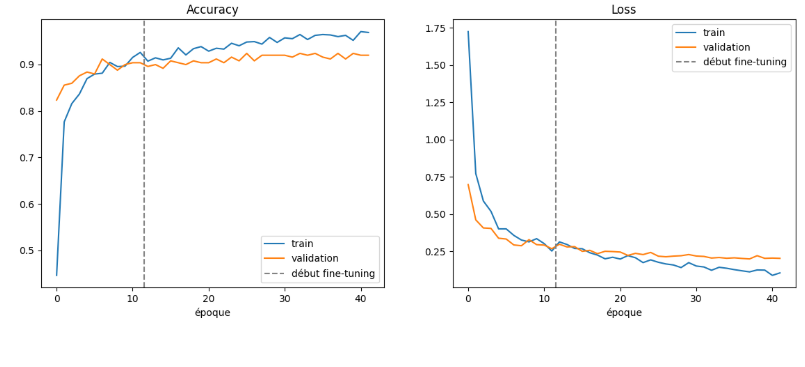 Accuracy
0.9
0.8
0.7
0.6
0.5
0
10
20
30
40
époque
train
validation
début fine-tuning
Loss
1.75
1.50
1.25
1.00
0.75
0.50
0.25
0
10
20
30
40
époque
train
validation
début fine-tuning